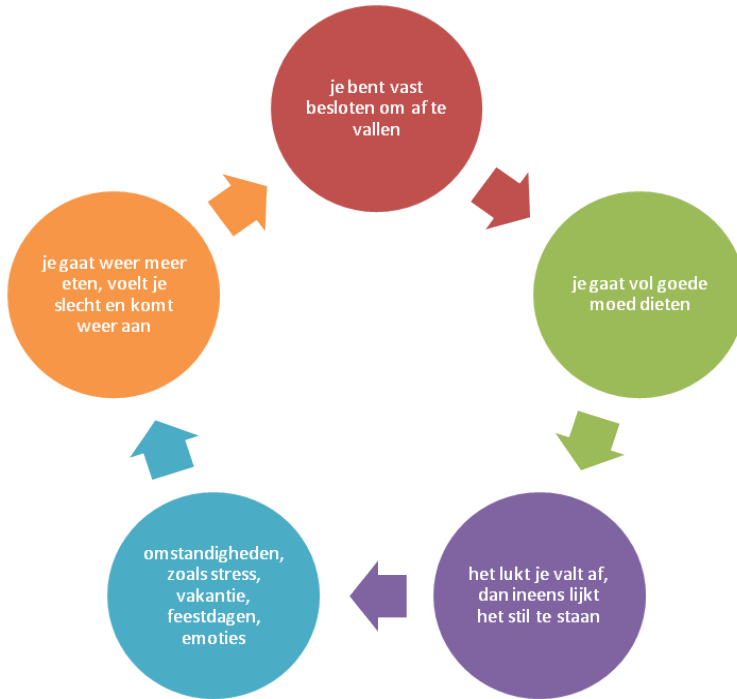 je bent vast
besloten om af te
vallen
je gaat vol goede
moed dieten
het lukt je valt af,
dan ineens lijkt
het stil te staan
omstandigheden,
zoals stress,
vakantie,
feestdagen,
emoties
je gaat weer meer
eten, voelt je
slecht en komt
weer aan